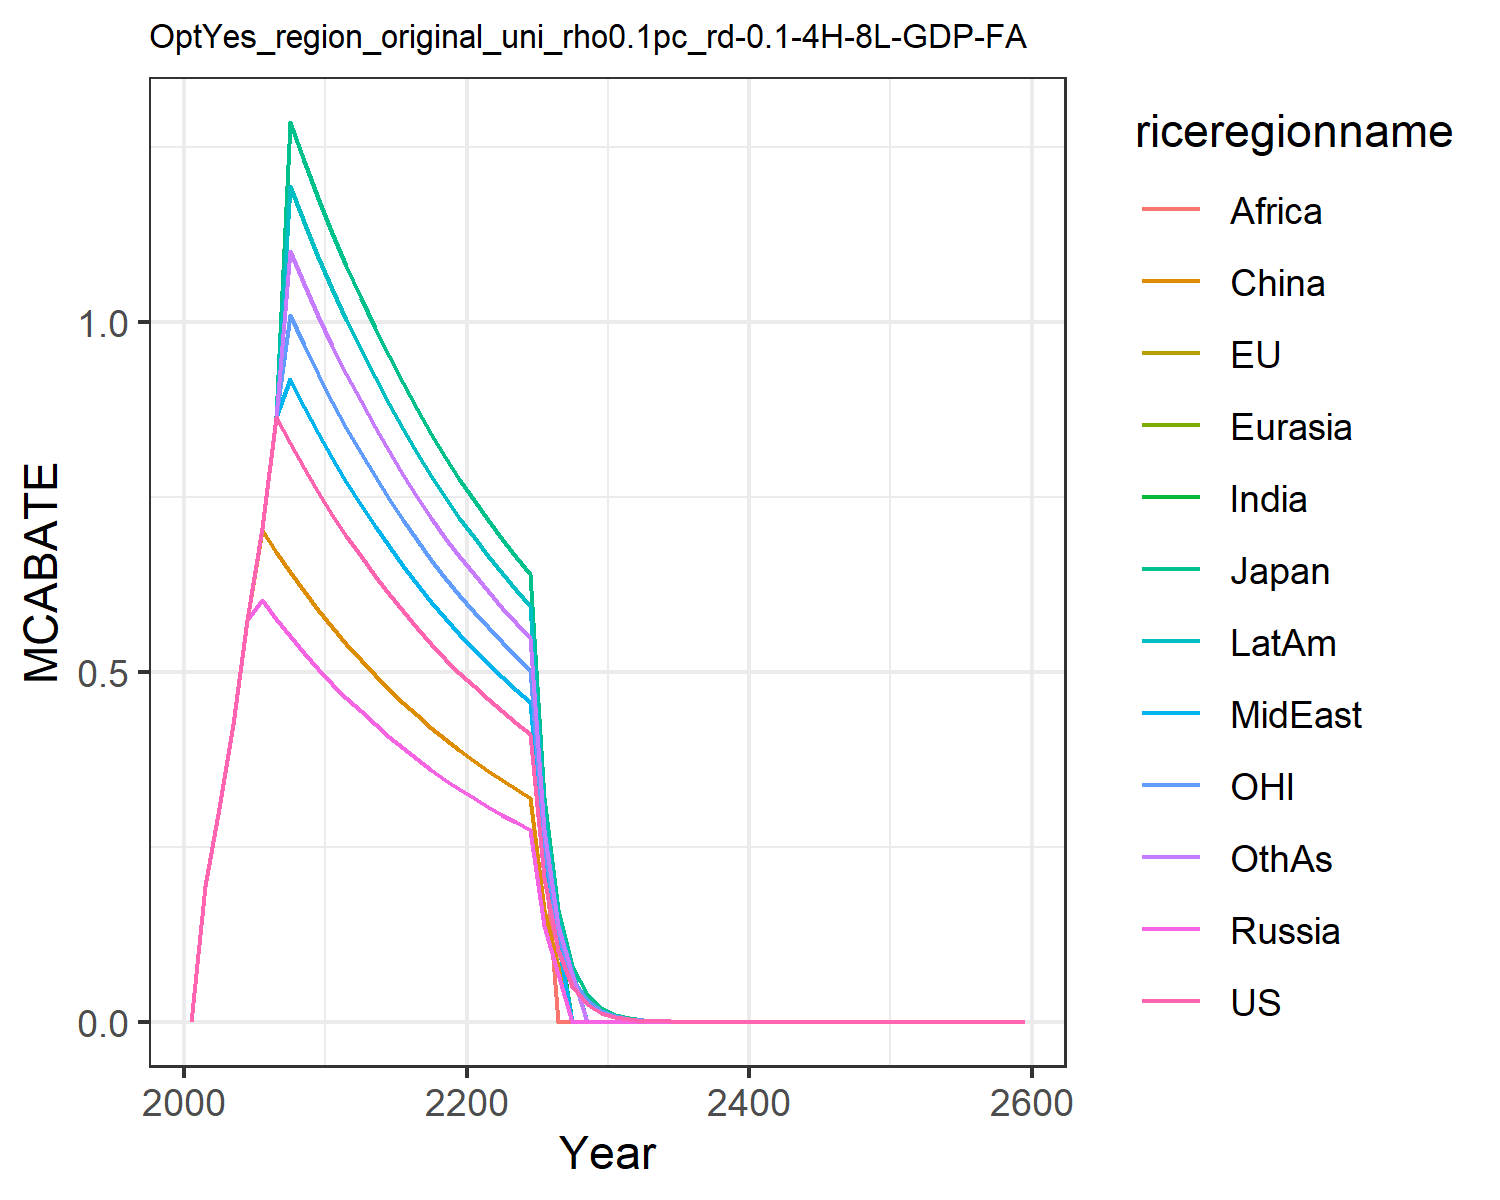 OptYes_region_original_uni_rho0.1pc_rd-0.1-4H-8L-GDP-FA
riceregionname
Africa
China
EU
Eurasia
India
Japan
LatAm
MidEast
OHI
OthAs
Russia
US
MCABATE
1.0
0.5
0.0
2000 2200 2400 2600
Year